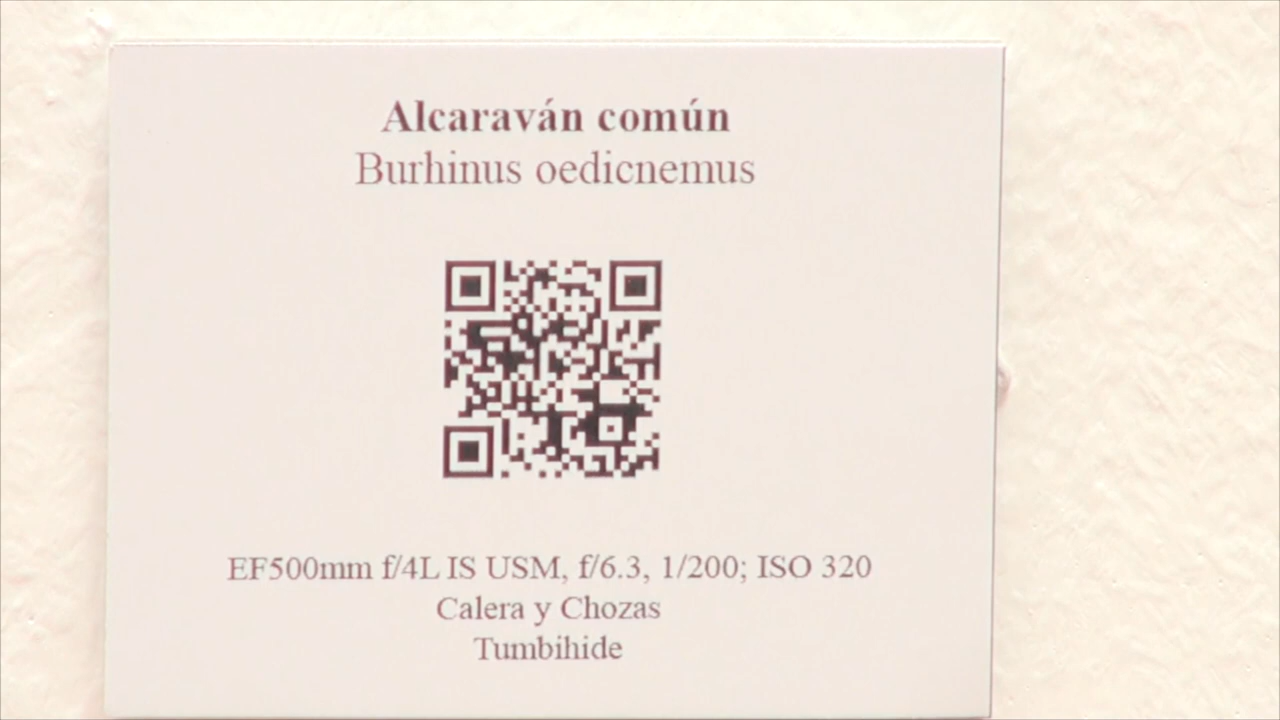 Alcaraván común
Burhinus oedicnemus
EF500mm f/4L IS USM, f/6.3, 1/200; ISO 320
Calera y Chozas
Tumbihide